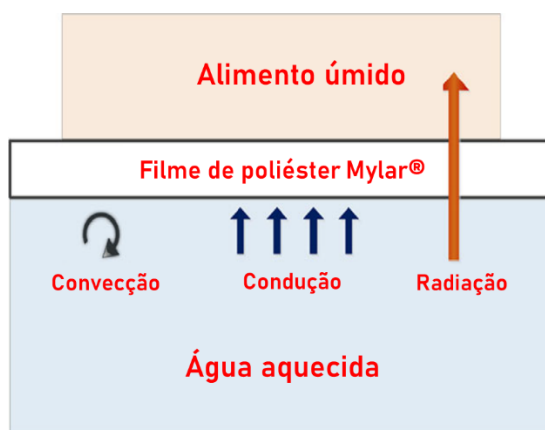 Alimento úmido
Filme de poliéster Mylar®
Convecção
Condução
Radiação
Água aquecida